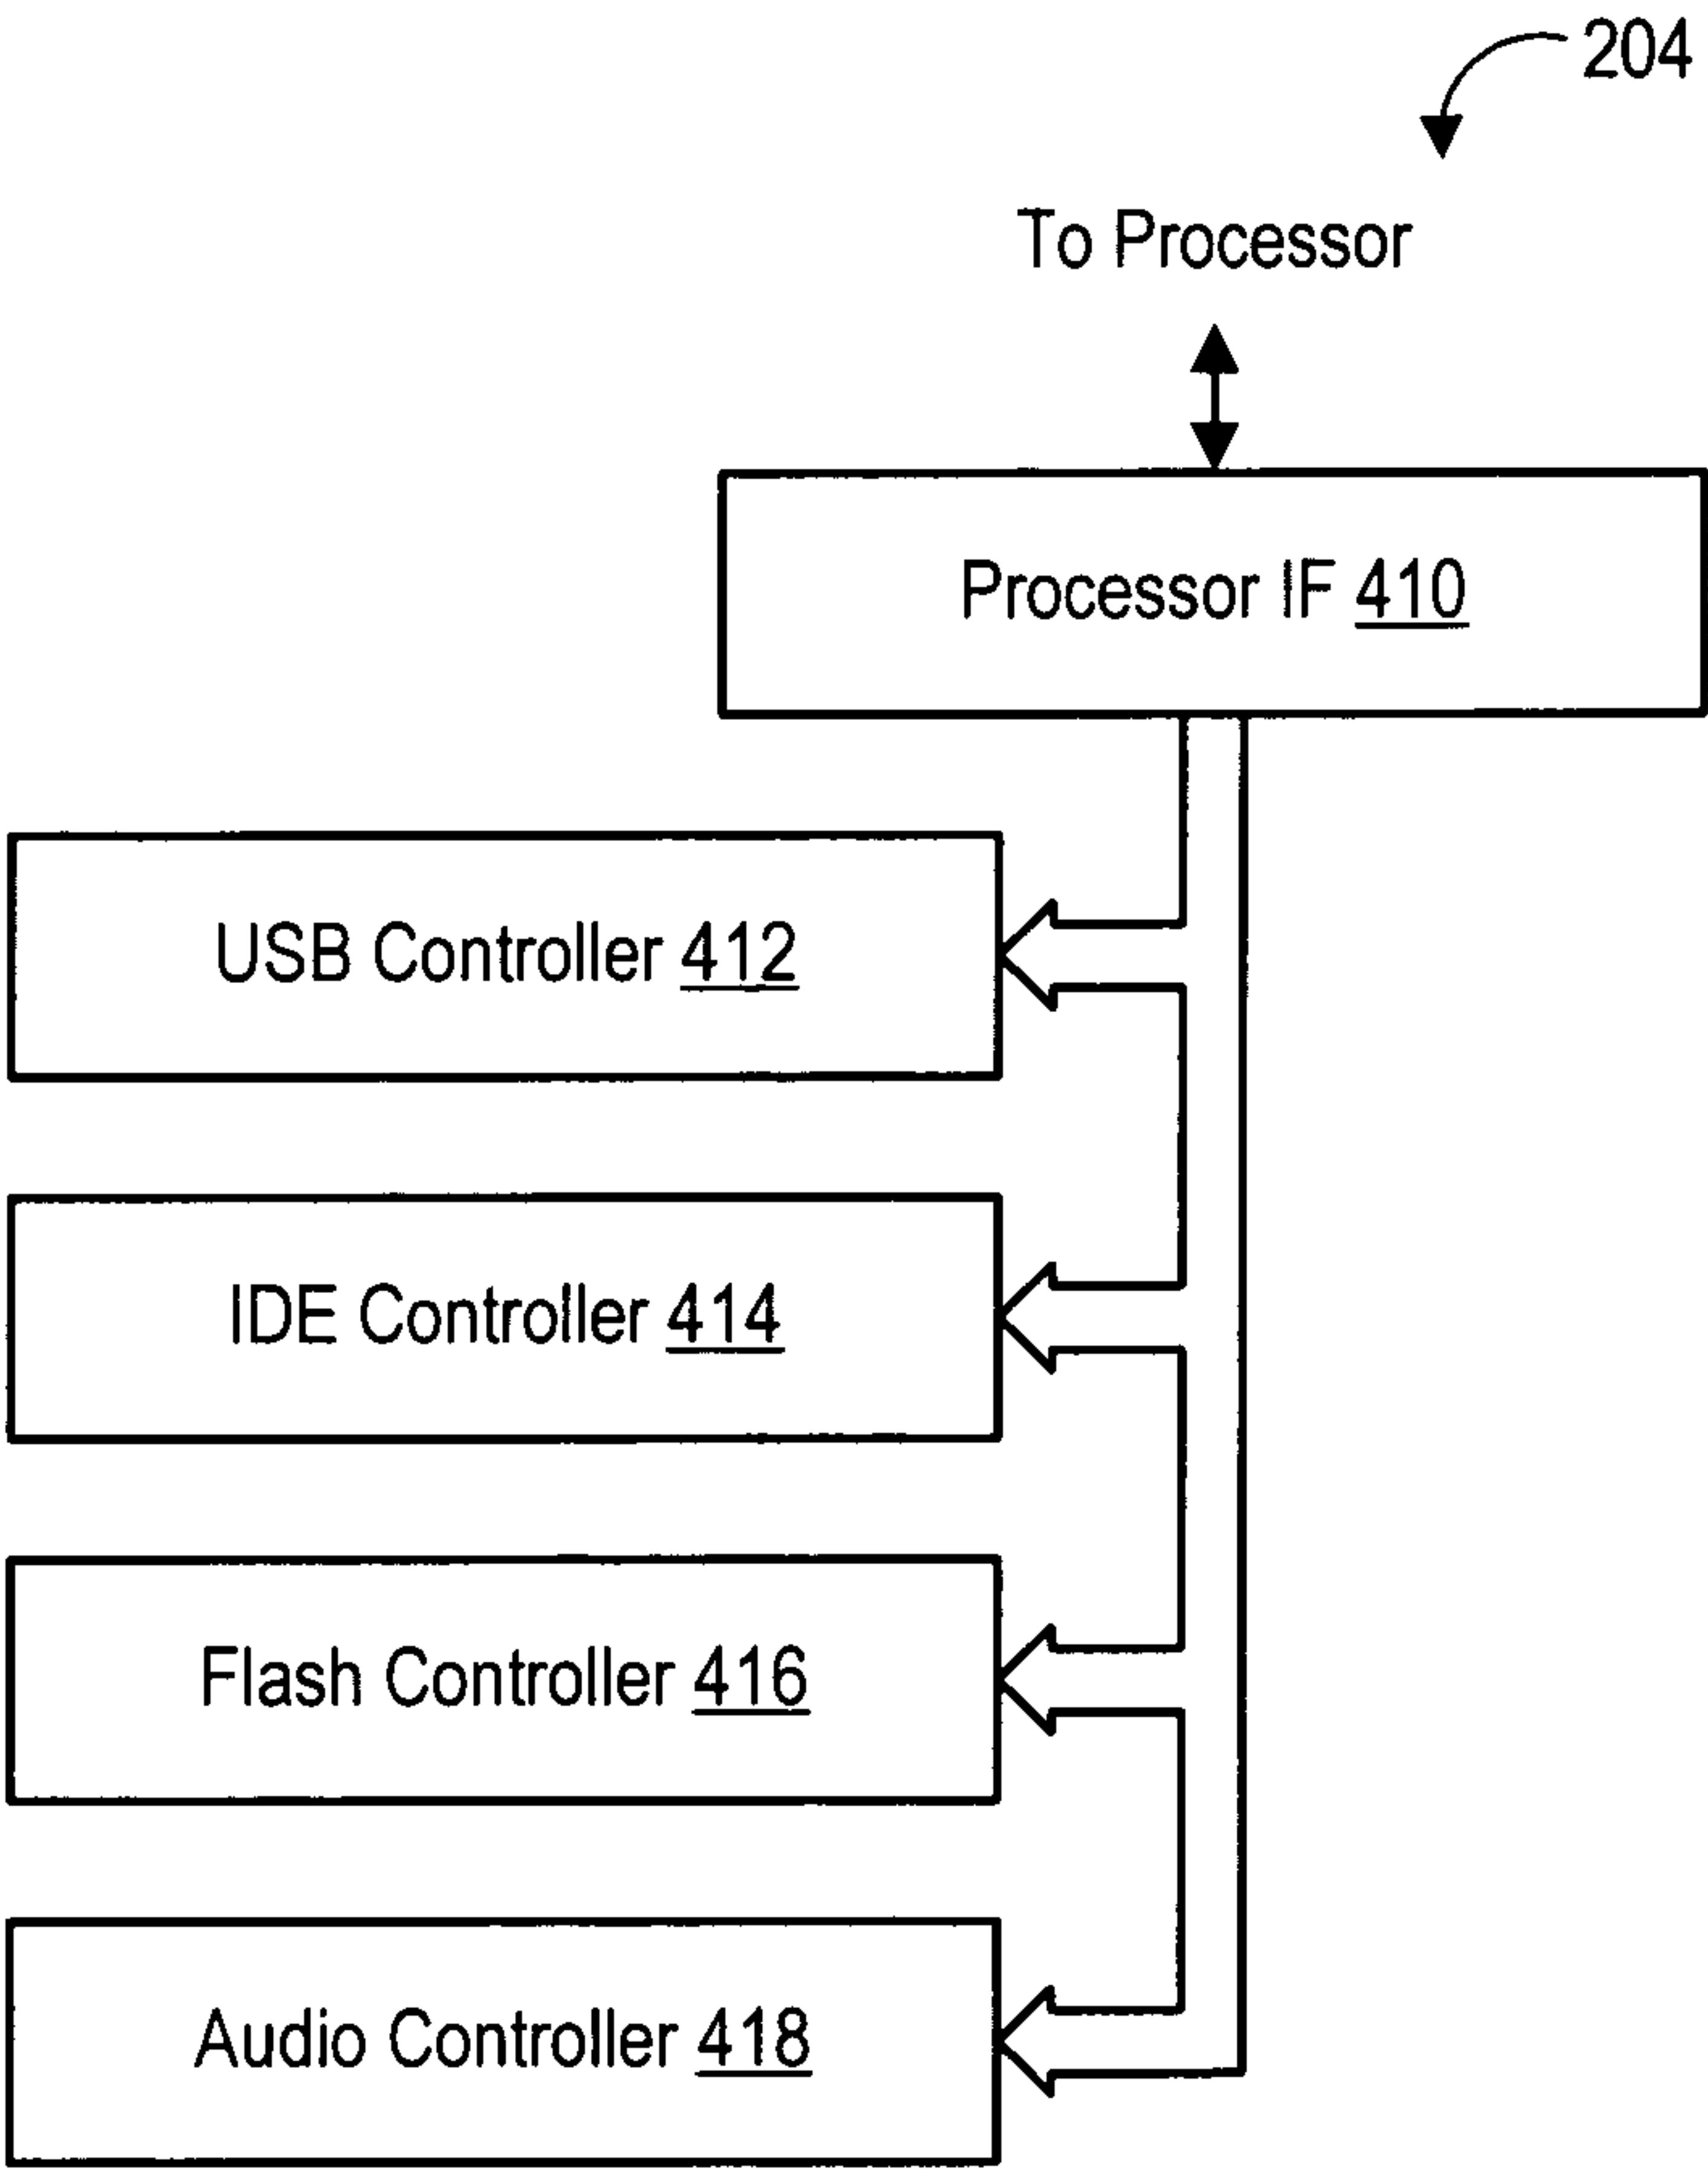 204
To Processor
Processor IF 410
USB Controller 412
IDE Controller 414
Flash Controller 416
Audio Controller 418